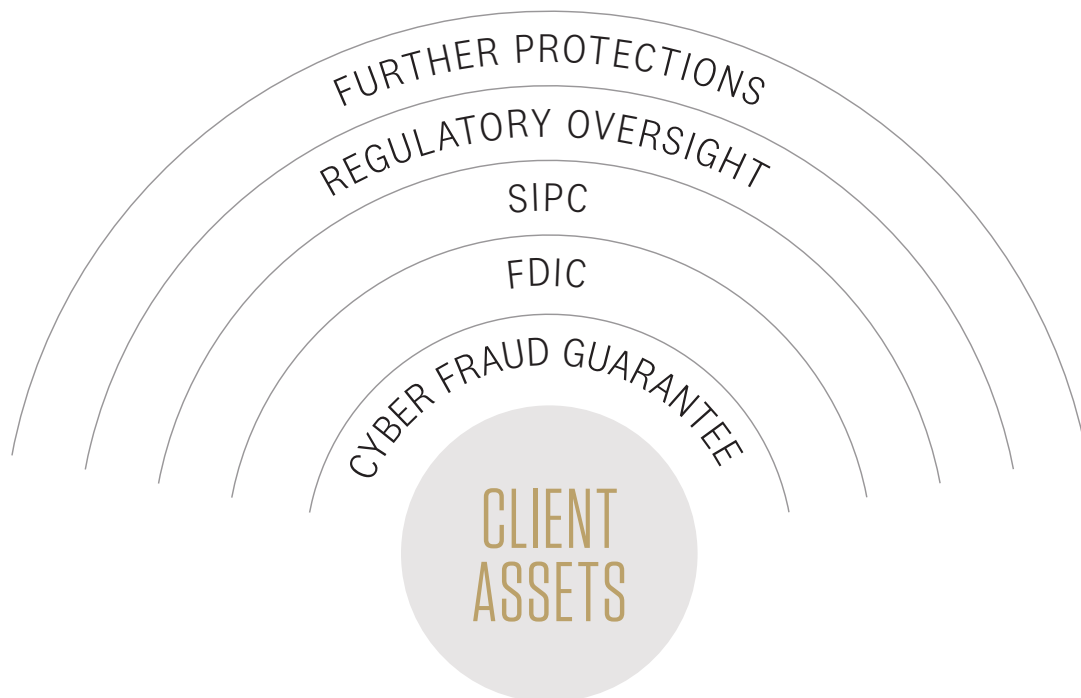 FURTHER PROTECTIONS
REGULATORY OVERSIGHT
SIPC
FDIC
CYBER FRAUD GUARANTEE
CLIENT
ASSETS